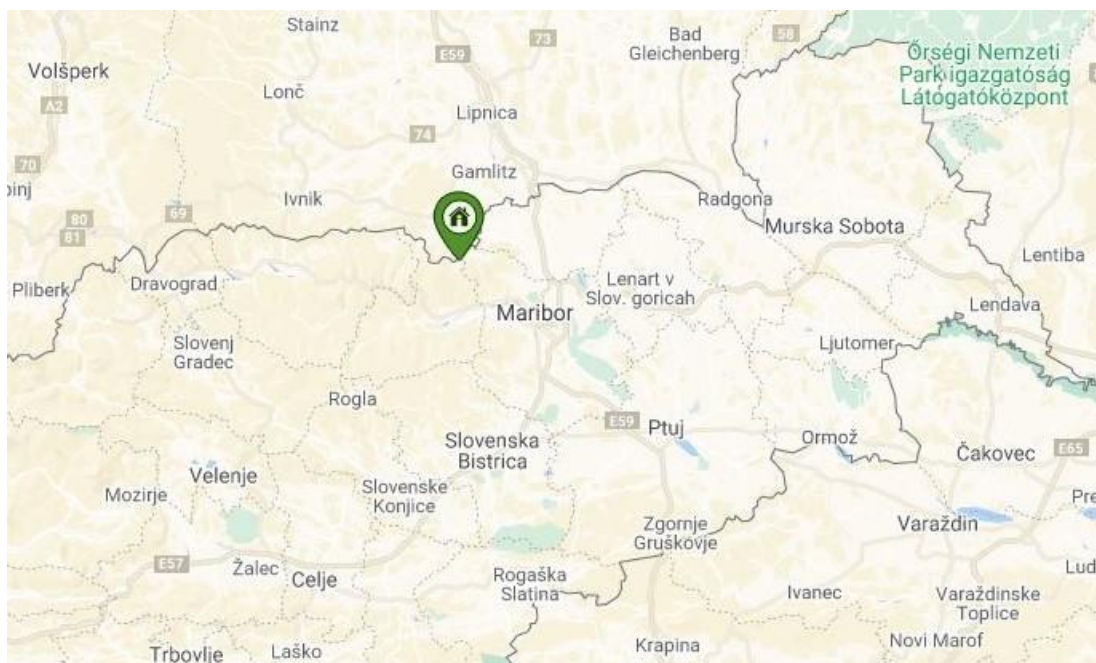 Stainz
73
Bad
Gleichenberg
58
E59
Őrségi Nemzeti
Park igazgatóság
Látogatóközpont
Volšperk
A2
Lonč
Lipnica
74
70
Gamlitz
Ivnik
69
Radgona
80
81
Murska Sobota
Lentiba
Pliberk
Dravograd
Lenart v
Slov. goricah
Maribor
Lendava
Slovenj
Gradec
Ljutomer
Rogla
E59
Ptuj
Ormož
Slovenska
Bistrica
Čakovec
E65
Velenje
Mozirje
Slovenske
Konjice
Zgornje
Gruškovje
Varaždin
E57
Žalec
Celje
Rogaška
Slatina
Ivanec
Varaždinske
Toplice
Trbovlje
Laško
Krapina
Novi Marof